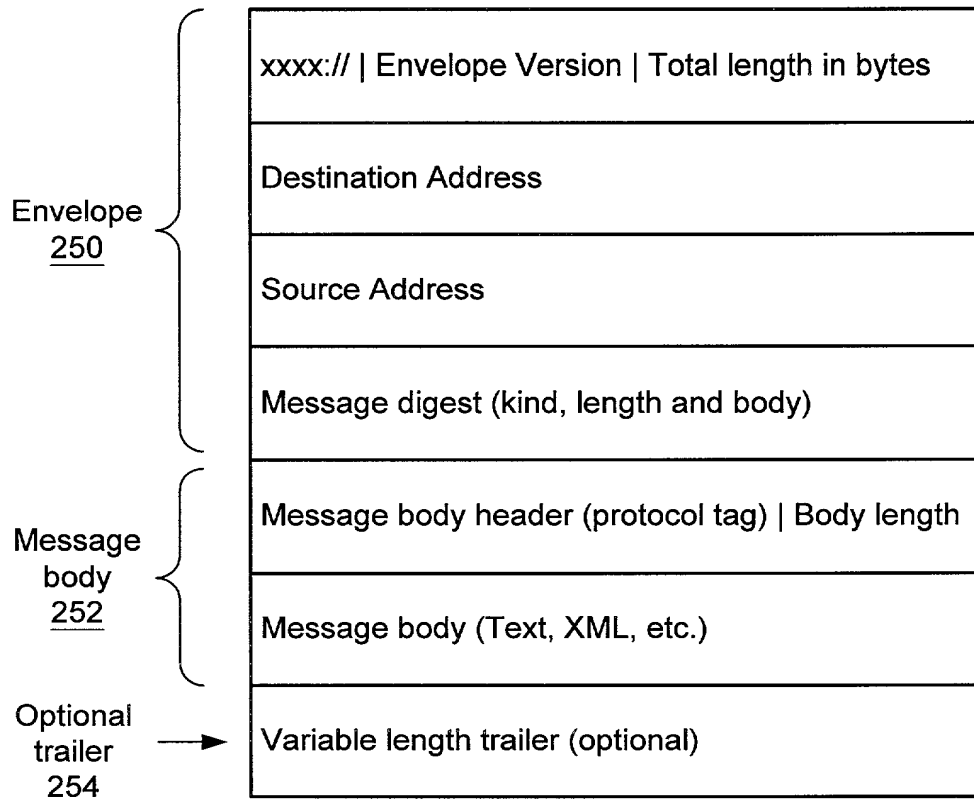 xxxx:// | Envelope Version | Total length in bytes
Destination Address
Envelope
250
Source Address
Message digest (kind, length and body)
Message body header (protocol tag) | Body length
Message
body
252
Message body (Text, XML, etc.)
Optional
trailer
254
Variable length trailer (optional)